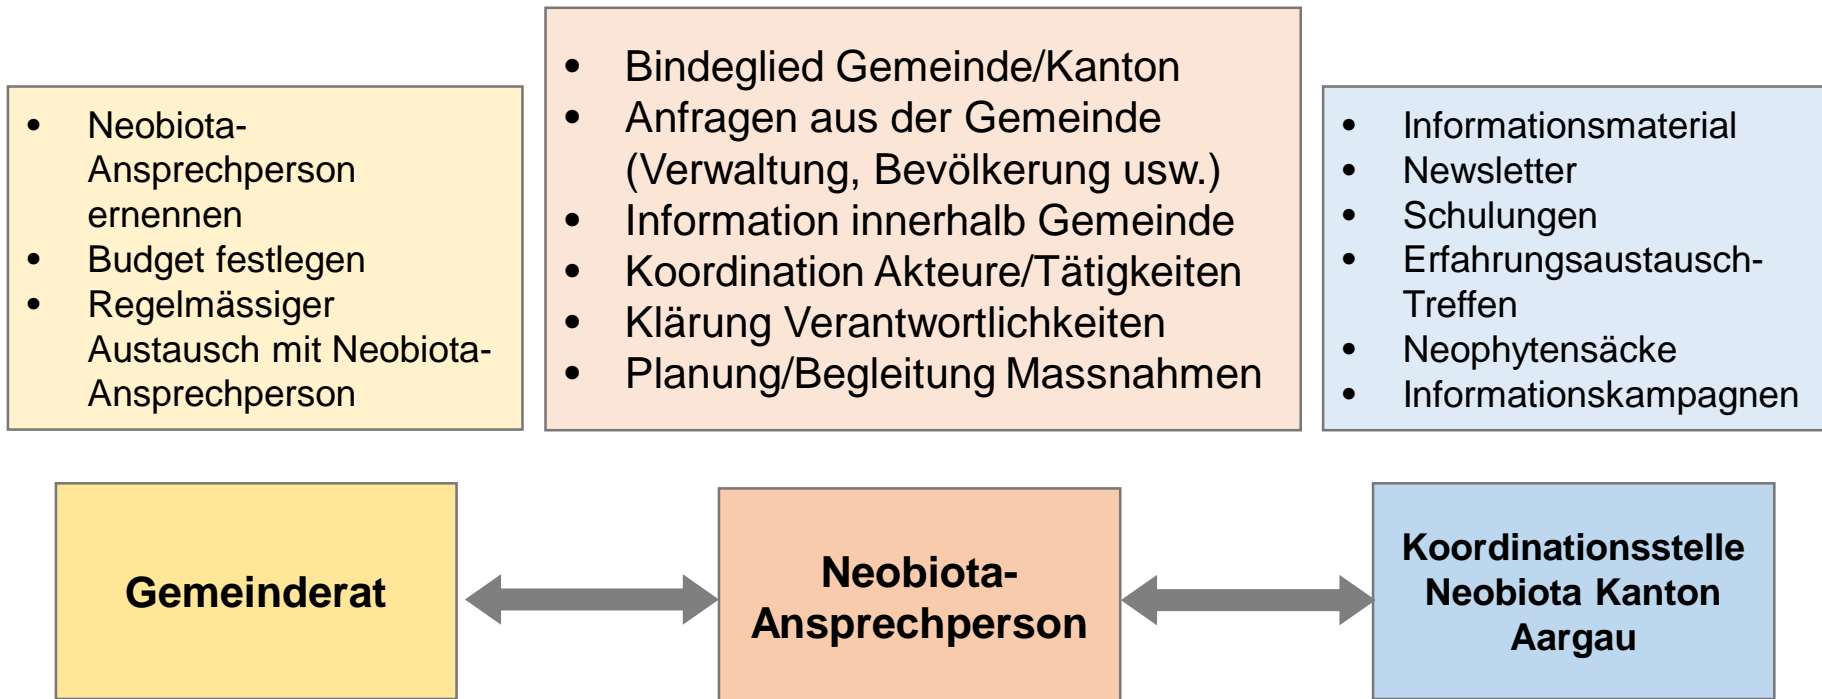 • Neobiota-
Ansprechperson
ernennen
• Budget festlegen
• Regelmässiger
Austausch mit Neobiota-
Ansprechperson
• Bindeglied Gemeinde/Kanton
• Anfragen aus der Gemeinde
(Verwaltung, Bevölkerung usw.)
• Information innerhalb Gemeinde
• Koordination Akteure/Tätigkeiten
• Klärung Verantwortlichkeiten
• Planung/Begleitung Massnahmen
• Informationsmaterial
• Newsletter
• Schulungen
• Erfahrungsaustausch-
Treffen
• Neophytensäcke
• Informationskampagnen
Gemeinderat
Neobiota-
Ansprechperson
Koordinationsstelle
Neobiota Kanton
Aargau